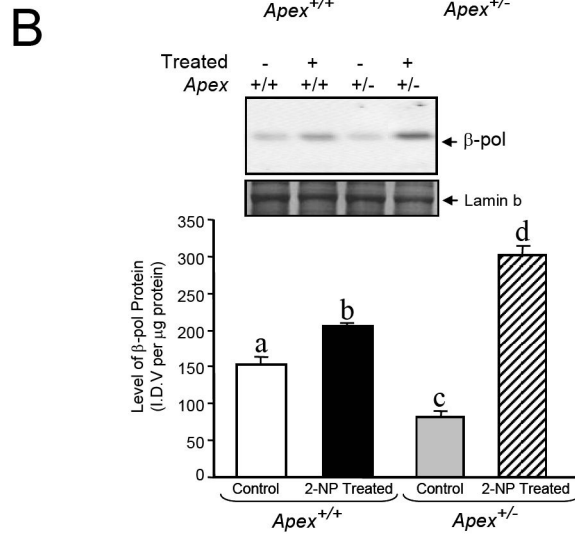 Apex+/+ Apex+/-
B
Treated - + - +
Apex +/+ +/+ +/- +/-
β-pol
Lamin b
Level of β-pol Protein
(I.D.V per µg protein)
350
300
250
200
150
100
50
0
a b c d
Control 2-NP Treated Control 2-NP Treated
Apex+/+ Apex+/-